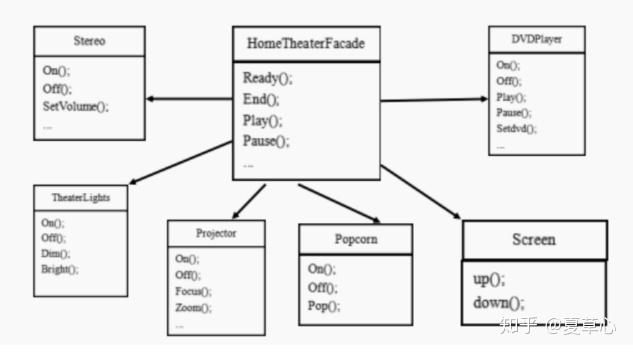 Stereo
On();
Off();
SetVolume();
...
HomeTheaterFacade
Ready();
End();
Play();
Pause();
...
DVDPlayer
On();
Off();
Play();
Pause();
Setdvd();
...
TheaterLights
On();
Off();
Dim();
Bright();
Projector
On();
Off();
Focus();
Zoom();
...
Popcorn
On();
Off();
Pop();
Screen
up();
down();
知乎 @夏草心